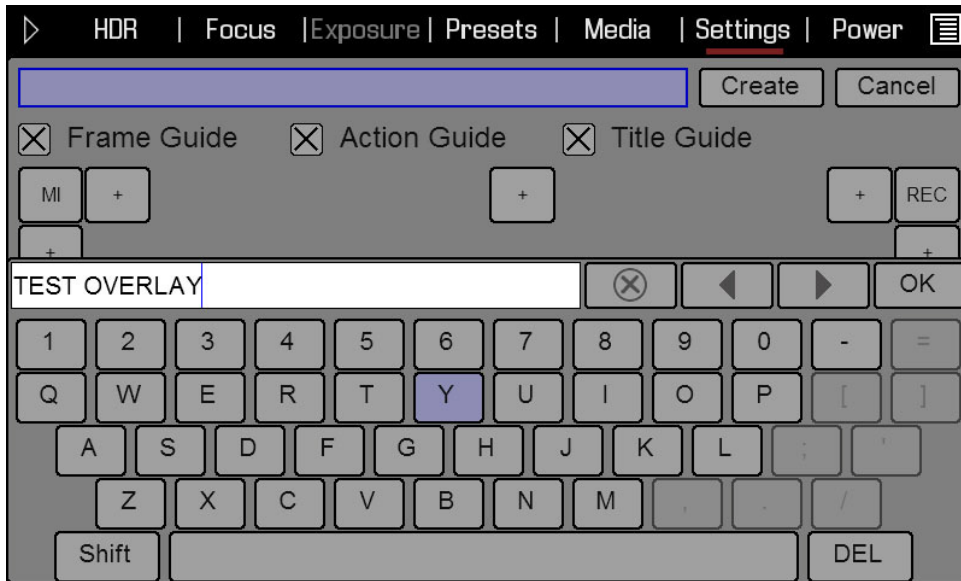 HDR | Focus | Exposure | Presets | Media | Settings | Power
Create Cancel
Frame Guide Action Guide Title Guide
MI + + + REC
+ +
TEST OVERLAY OK
1 2 3 4 5 6 7 8 9 0 - =
Q W E R T Y U I O P [ ]
A S D F G H J K L ; '
Z X C V B N M , . /
Shift DEL